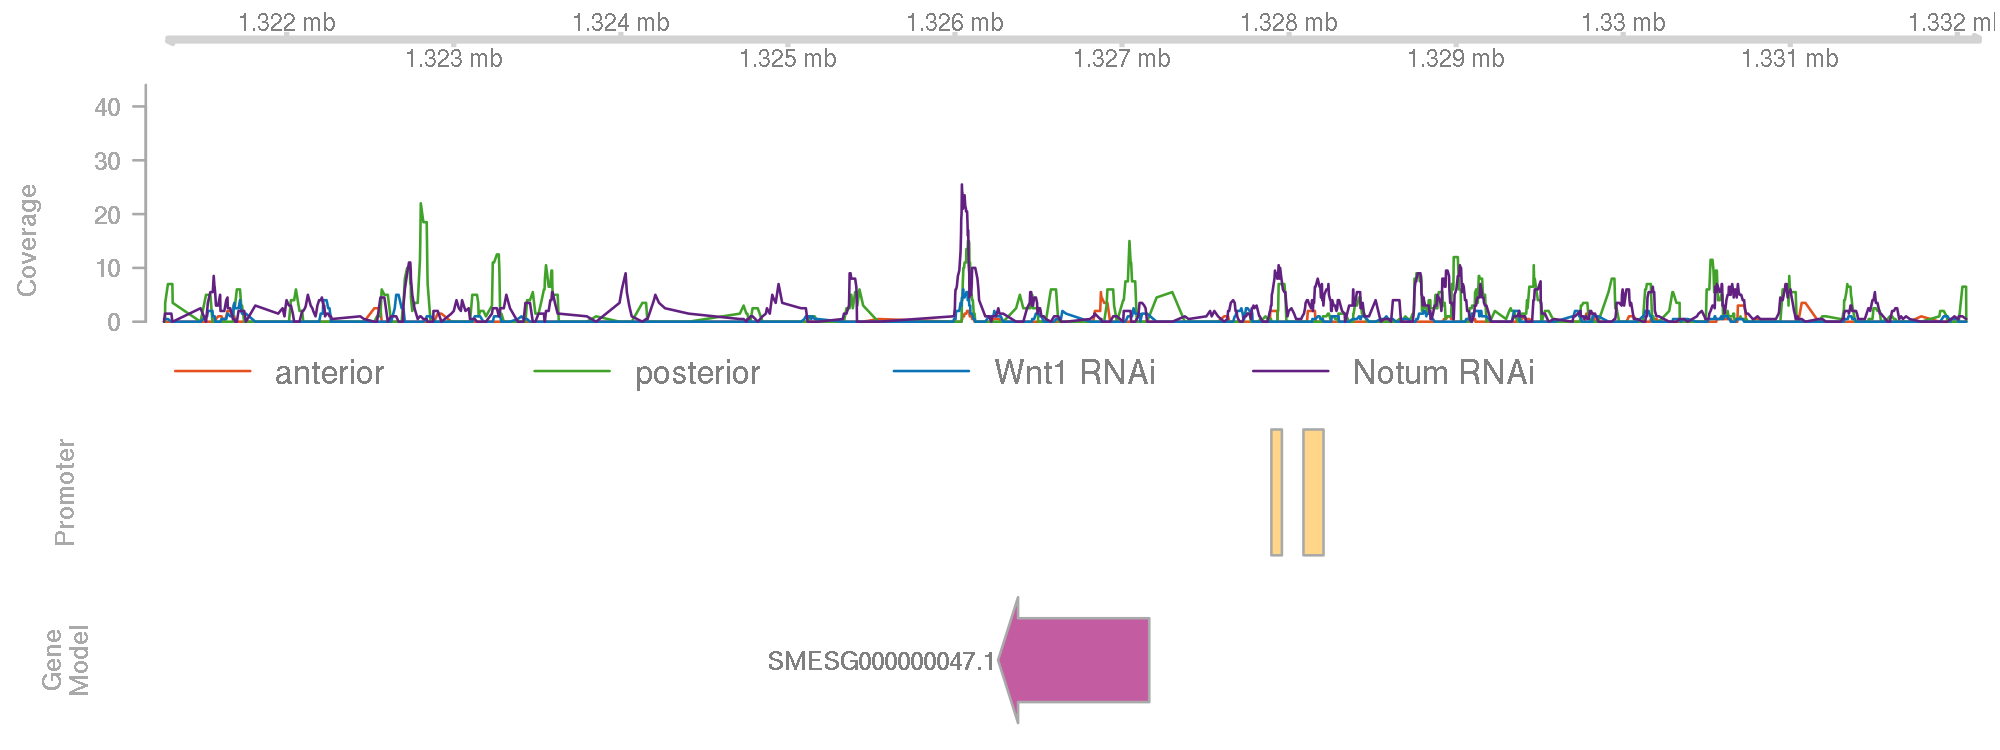 1.322 mb 1.324 mb 1.326 mb 1.328 mb 1.33 mb 1.332 m
1.323 mb 1.325 mb 1.327 mb 1.329 mb 1.331 mb
Coverage
40
30
20
10
0
anterior posterior Wnt1 RNAi Notum RNAi
Promoter
Gene
Model
SMESG000000047.1